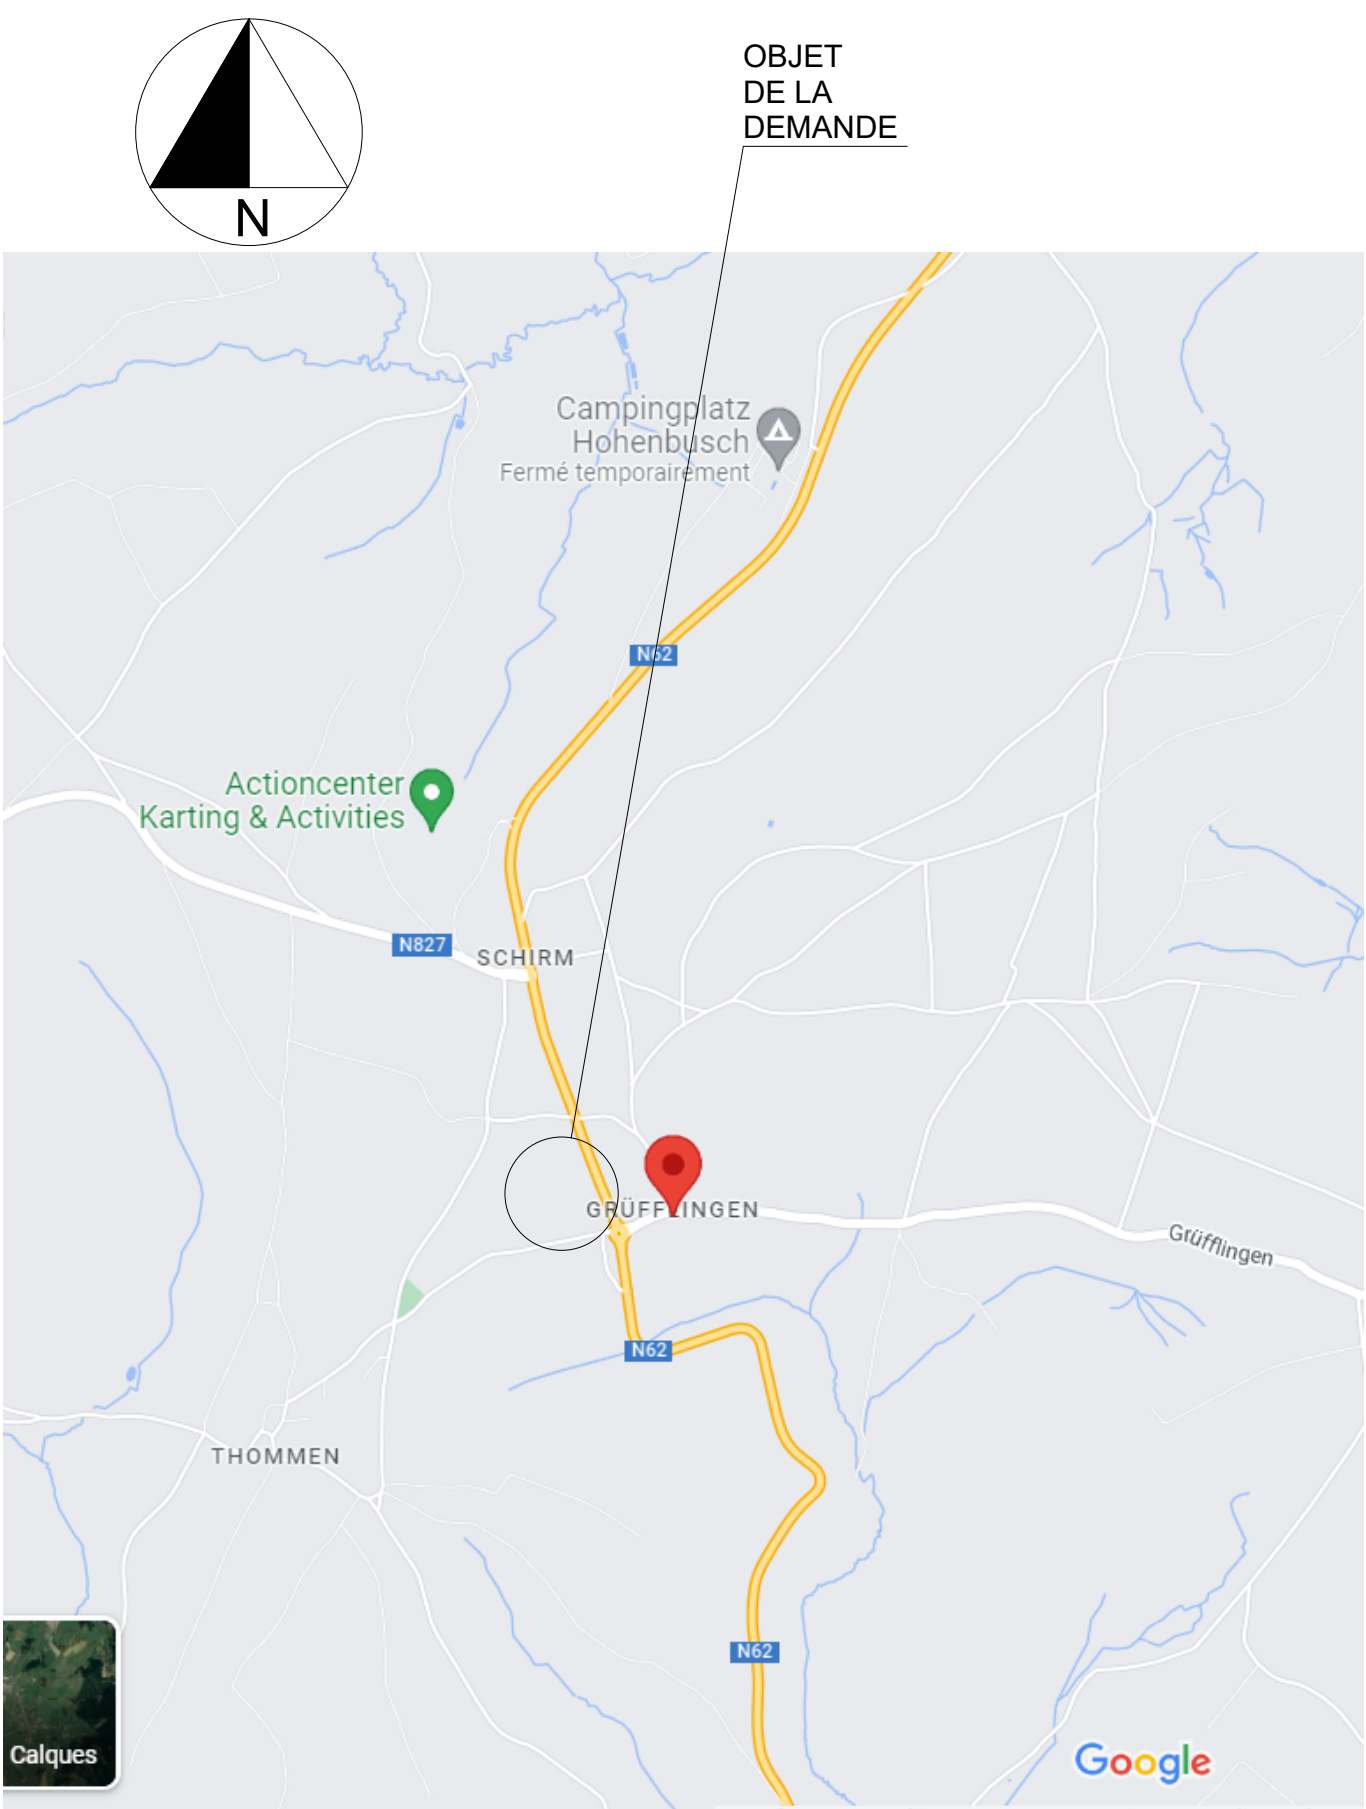 OBJET
DE LA
DEMANDE
N
Campingplatz
Hohenbusch
Fermé temporairement
N62
Actioncenter
Karting & Activities
N827
SCHIRM
GRÜFFLINGEN
Grüfflingen
N62
THOMMEN
N62
Calques
Google